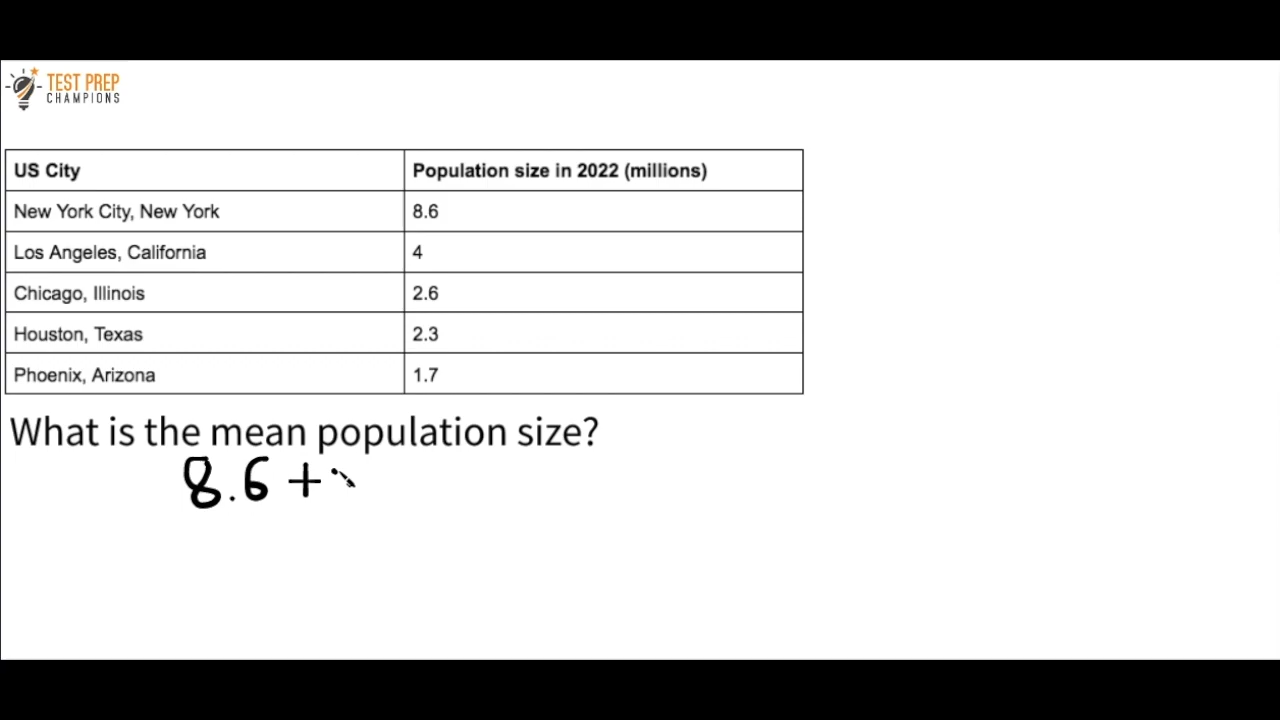 TEST PREP
CHAMPIONS
US City Population size in 2022 (millions)
New York City, New York 8.6
Los Angeles, California 4
Chicago, Illinois 2.6
Houston, Texas 2.3
Phoenix, Arizona 1.7
What is the mean population size?
8.6 +